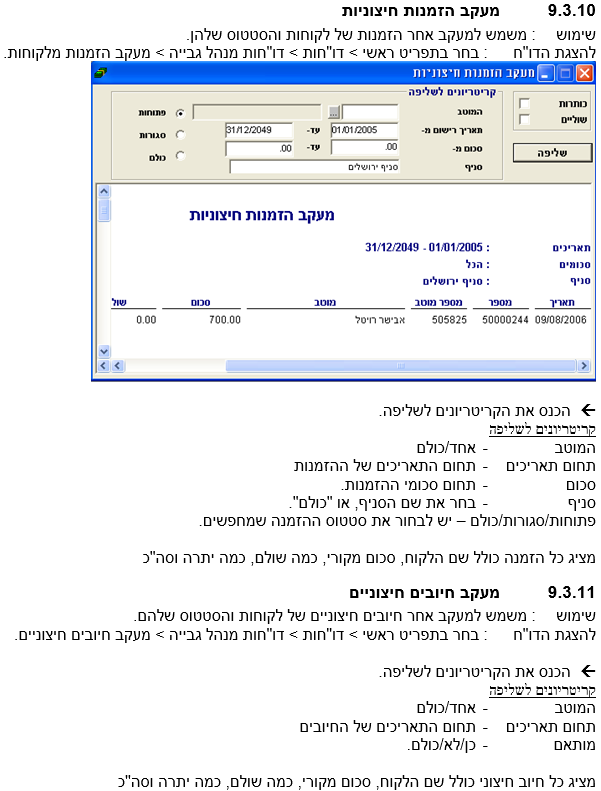 9.3.10 מעקב הזמנות חיצוניות
שימוש : משמש למעקב אחר הזמנות של לקוחות והסטטוס שלהן.
להצגת הדו"ח : בחר בתפריט ראשי > דו"חות > דו"חות מנהל גבייה > מעקב הזמנות מלקוחות.
מעקב הזמנות חיצוניות
קריטריונים לשליפה
כותרות
שוליים
שליפה
המוטב ... פתוחות
תאריך רישום מ- 01/01/2005 עד- 31/12/2049 סגורות
סכום מ- .00 עד- .00 כולם
סניף סניף ירושלים
מעקב הזמנות חיצוניות
תאריכים : 01/01/2005 - 31/12/2049
סכומים : הכל
סניף : סניף ירושלים
תאריך מספר מספר מוטב מוטב סכום שול
09/08/2006 50000244 505825 אבישר רויטל 700.00 0.00
← הכנס את הקריטריונים לשליפה.
קריטריונים לשליפה
המוטב - אחד/כולם
תחום תאריכים - תחום התאריכים של ההזמנות
סכום - תחום סכומי ההזמנות.
סניף - בחר את שם הסניף, או "כולם".
פתוחות/סגורות/כולם – יש לבחור את סטטוס ההזמנה שמחפשים.
מציג כל הזמנה כולל שם הלקוח, סכום מקורי, כמה שולם, כמה יתרה וסה"כ
9.3.11 מעקב חיובים חיצוניים
שימוש : משמש למעקב אחר חיובים חיצוניים של לקוחות והסטטוס שלהם.
להצגת הדו"ח : בחר בתפריט ראשי > דו"חות > דו"חות מנהל גבייה > מעקב חיובים חיצוניים.
← הכנס את הקריטריונים לשליפה.
קריטריונים לשליפה
המוטב - אחד/כולם
תחום תאריכים - תחום התאריכים של החיובים
מותאם - כן/לא/כולם.
מציג כל חיוב חיצוני כולל שם הלקוח, סכום מקורי, כמה שולם, כמה יתרה וסה"כ